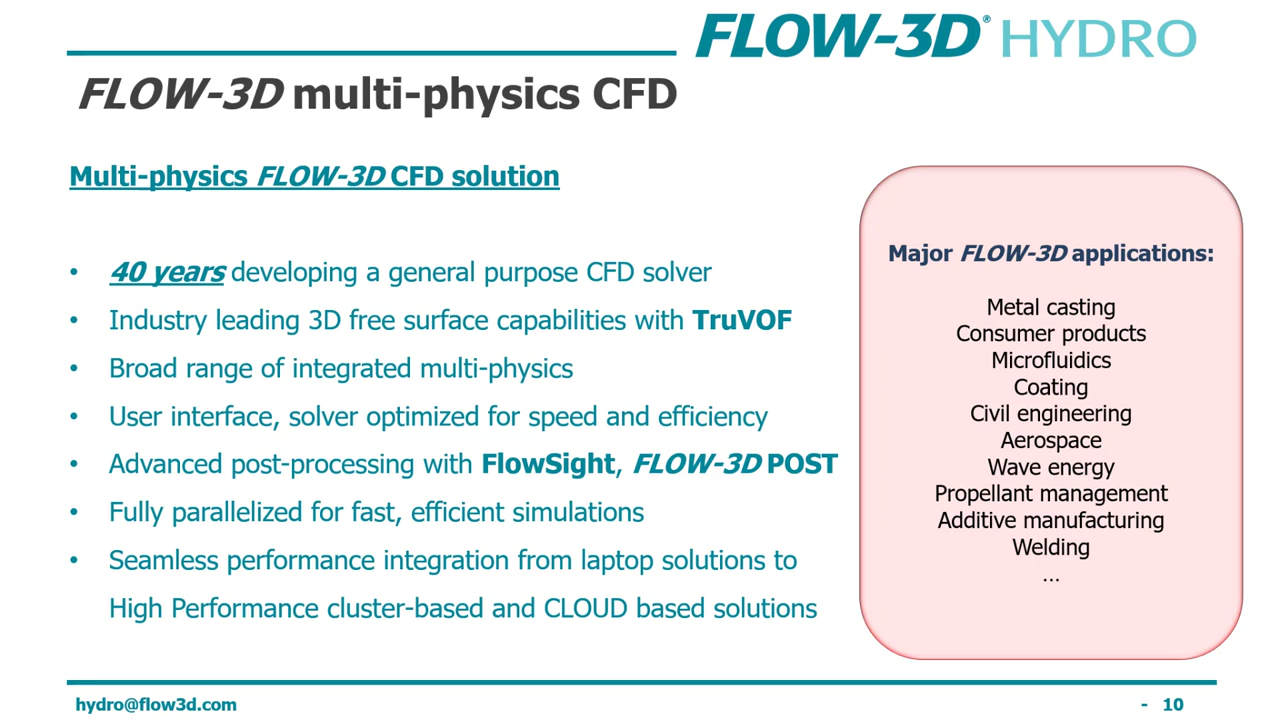 FLOW-3D® HYDRO
FLOW-3D multi-physics CFD
Multi-physics FLOW-3D CFD solution
• 40 years developing a general purpose CFD solver
• Industry leading 3D free surface capabilities with TruVOF
• Broad range of integrated multi-physics
• User interface, solver optimized for speed and efficiency
• Advanced post-processing with FlowSight, FLOW-3D POST
• Fully parallelized for fast, efficient simulations
• Seamless performance integration from laptop solutions to
High Performance cluster-based and CLOUD based solutions
Major FLOW-3D applications:
Metal casting
Consumer products
Microfluidics
Coating
Civil engineering
Aerospace
Wave energy
Propellant management
Additive manufacturing
Welding
...
hydro@flow3d.com
- 10